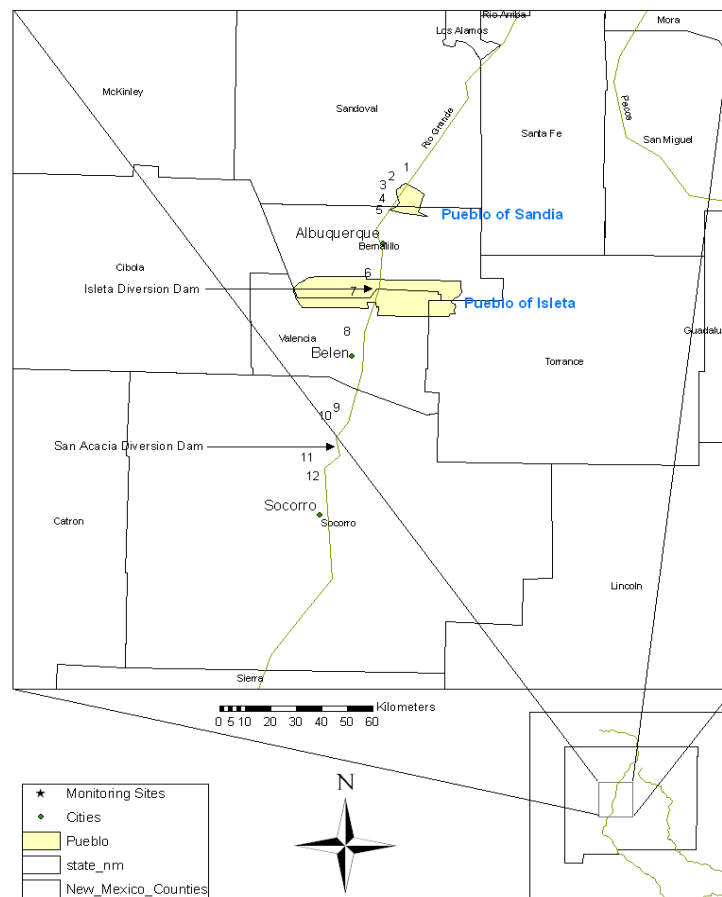 Rio Arriba
Los Alamos
Mora
McKinley
Sandoval
Rio Grande
Santa Fe
Pecos
San Miguel
1
2
3
4
5
Pueblo of Sandia
Albuquerque
Bernalillo
Cibola
6
Isleta Diversion Dam
7
Pueblo of Isleta
Valencia
8
Guadalu
Belen
Torrance
9
10
San Acacia Diversion Dam
11
12
Socorro
Socorro
Catron
Lincoln
Sierra
Kilometers
0 5 10 20 30 40 50 60
N
Monitoring Sites
Cities
Pueblo
state_nm
New_Mexico_Counties